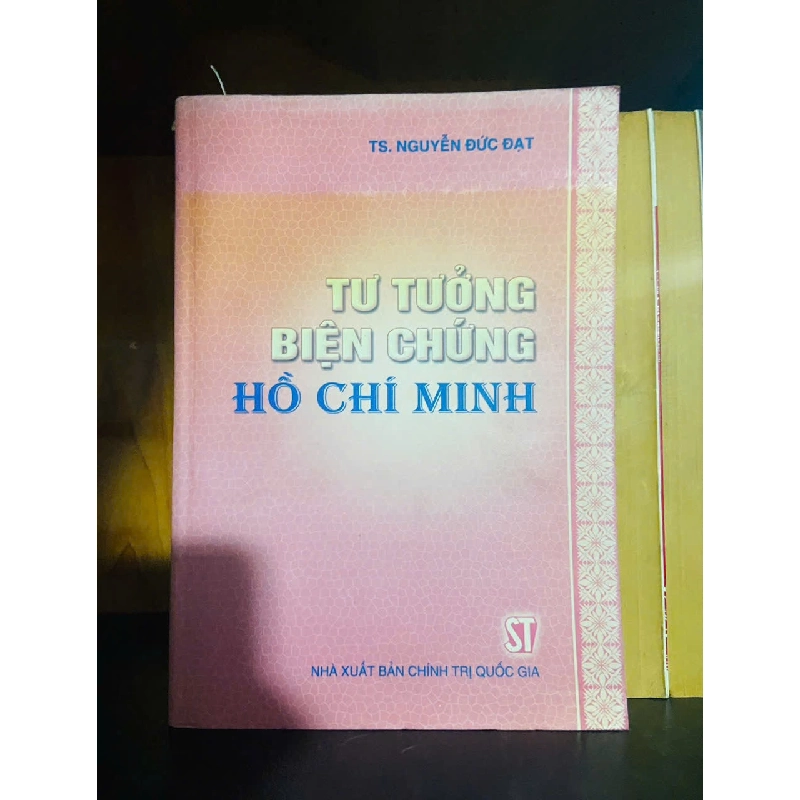 TS. NGUYỄN ĐỨC ĐẠT
TƯ TƯỞNG
BIỆN CHỨNG
HỒ CHÍ MINH
ST
NHÀ XUẤT BẢN CHÍNH TRỊ QUỐC GIA